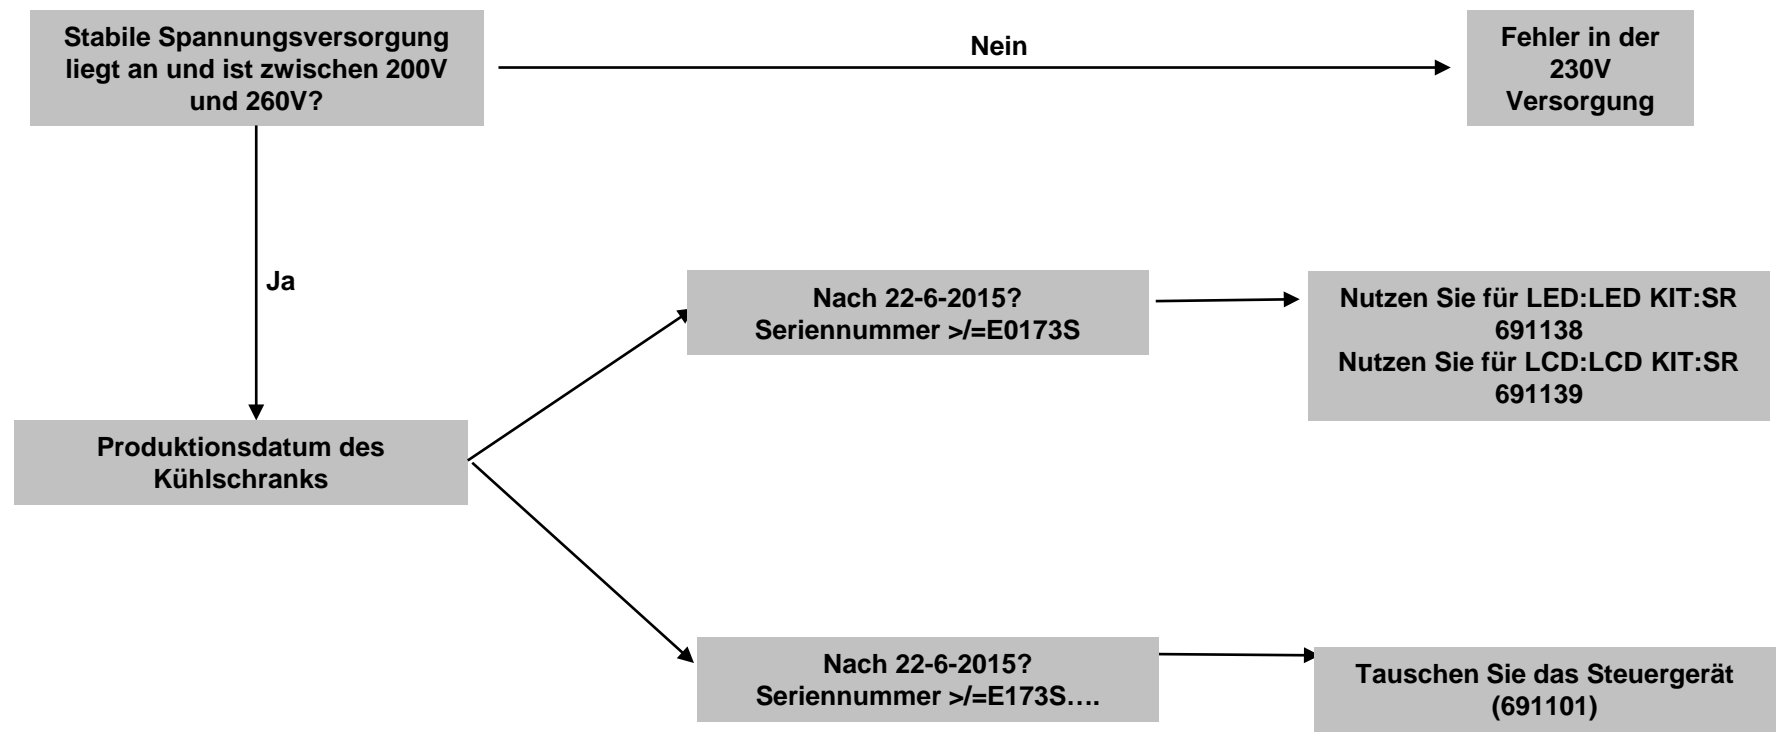 Stabile Spannungsversorgung
liegt an und ist zwischen 200V
und 260V?
Nein
Fehler in der
230V
Versorgung
Ja
Nach 22-6-2015?
Seriennummer >/=E0173S
Nutzen Sie für LED:LED KIT:SR
691138
Nutzen Sie für LCD:LCD KIT:SR
691139
Produktionsdatum des
Kühlschranks
Nach 22-6-2015?
Seriennummer >/=E173S….
Tauschen Sie das Steuergerät
(691101)